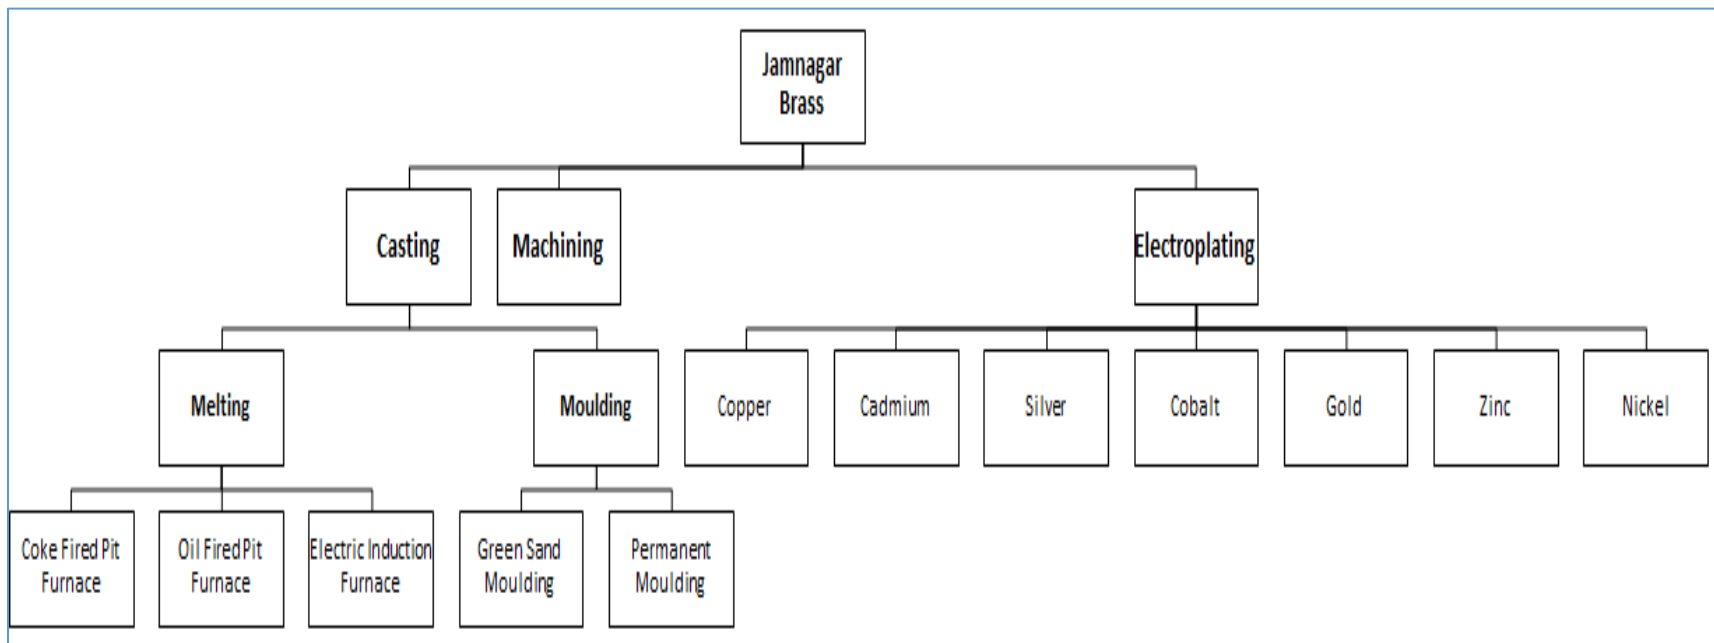 Jamnagar
Brass
Casting
Machining
Electroplating
Melting
Moulding
Copper
Cadmium
Silver
Cobalt
Gold
Zinc
Nickel
Coke Fired Pit
Furnace
Oil Fired Pit
Furnace
Electric Induction
Furnace
Green Sand
Moulding
Permanent
Moulding